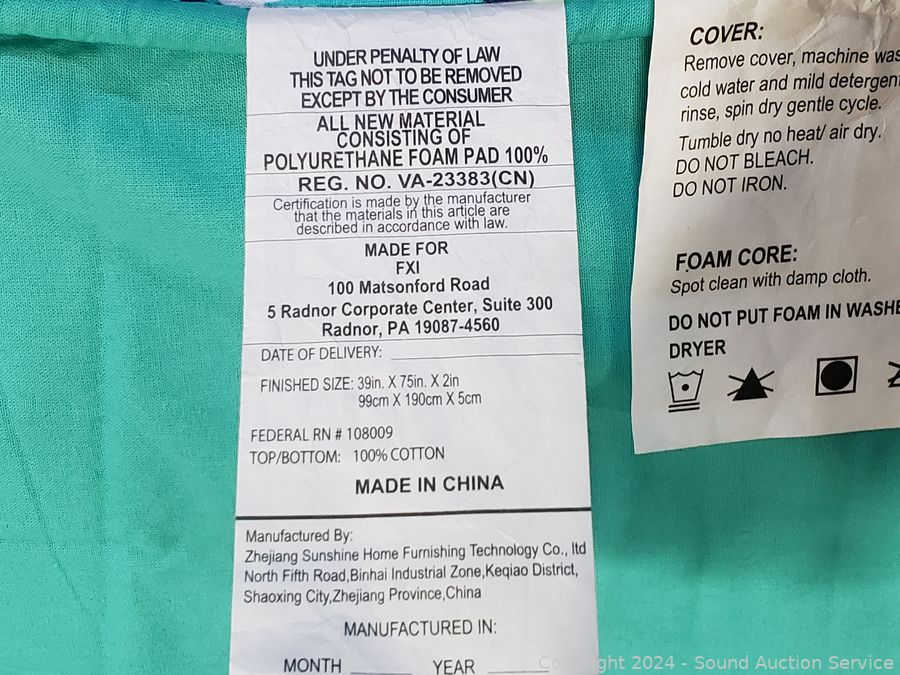 UNDER PENALTY OF LAW
THIS TAG NOT TO BE REMOVED
EXCEPT BY THE CONSUMER
ALL NEW MATERIAL
CONSISTING OF
POLYURETHANE FOAM PAD 100%
REG. NO. VA-23383(CN)
Certification is made by the manufacturer
that the materials in this article are
described in accordance with law.
MADE FOR
FXI
100 Matsonford Road
5 Radnor Corporate Center, Suite 300
Radnor, PA 19087-4560
DATE OF DELIVERY:
FINISHED SIZE: 39in. X 75in. X 2in
99cm X 190cm X 5cm
FEDERAL RN # 108009
TOP/BOTTOM: 100% COTTON
MADE IN CHINA
Manufactured By:
Zhejiang Sunshine Home Furnishing Technology Co., ltd
North Fifth Road,Binhai Industrial Zone,Keqiao District,
Shaoxing City,Zhejiang Province,China
MANUFACTURED IN:
MONTH YEAR
COVER:
Remove cover, machine was
cold water and mild detergen
rinse, spin dry gentle cycle.
Tumble dry no heat/ air dry.
DO NOT BLEACH.
DO NOT IRON.
FOAM CORE:
Spot clean with damp cloth.
DO NOT PUT FOAM IN WASHE
DRYER
Copyright 2024 - Sound Auction Service